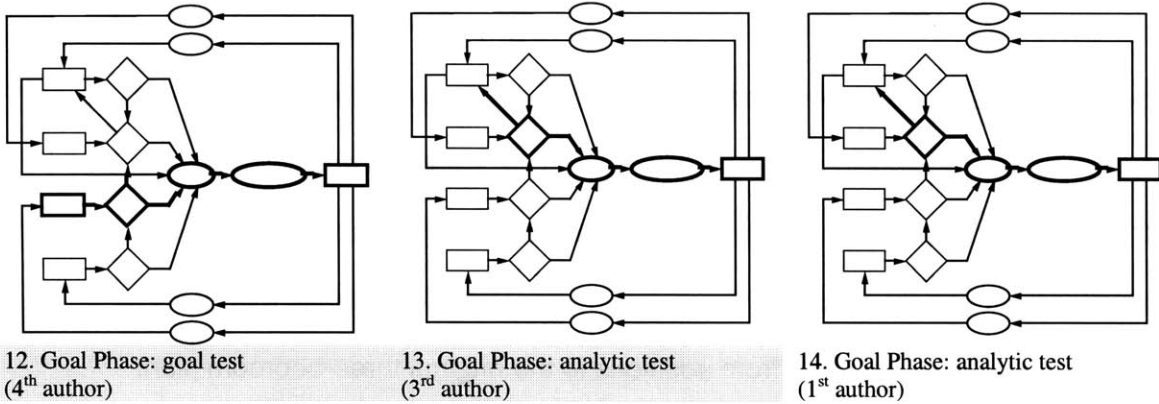 12. Goal Phase: goal test
(4th author)
13. Goal Phase: analytic test
(3rd author)
14. Goal Phase: analytic test
(1st author)